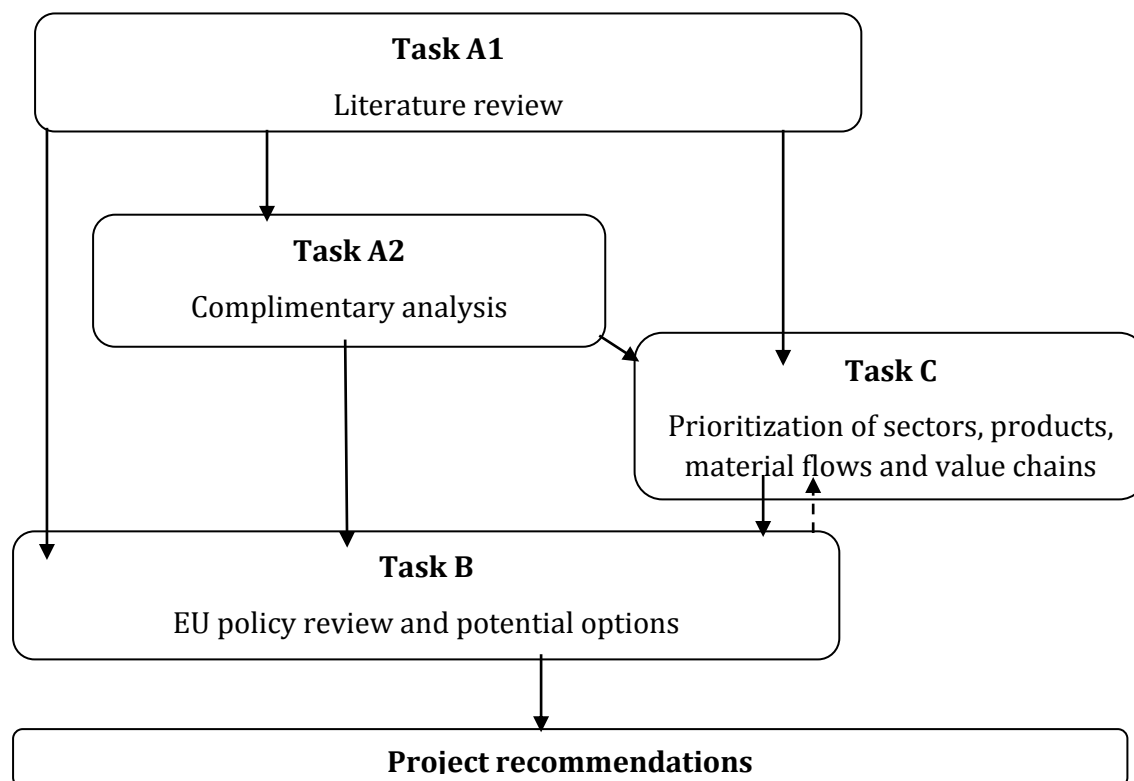 Task A1
Literature review
Task A2
Complimentary analysis
Task C
Prioritization of sectors, products,
material flows and value chains
Task B
EU policy review and potential options
Project recommendations